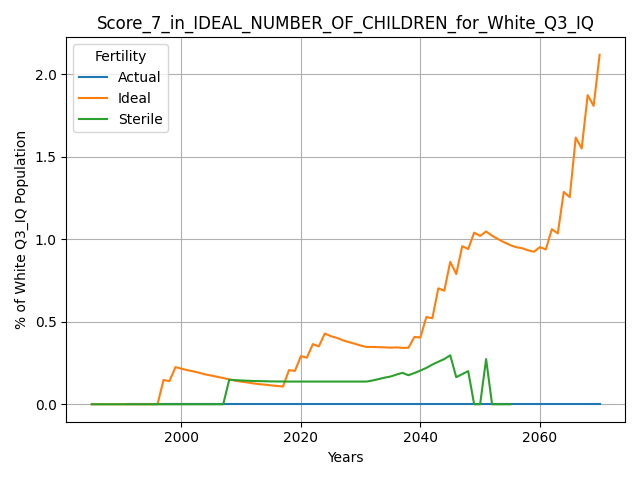 Score_7_in_IDEAL_NUMBER_OF_CHILDREN_for_White_Q3_IQ
Fertility
Actual
Ideal
Sterile
% of White Q3_IQ Population
2.0
1.5
1.0
0.5
0.0
2000
2020
2040
2060
Years